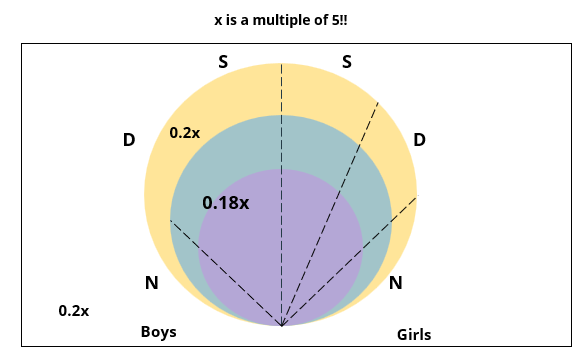 x is a multiple of 5!!
S S
D 0.2x D
0.18x
N N
0.2x
Boys Girls